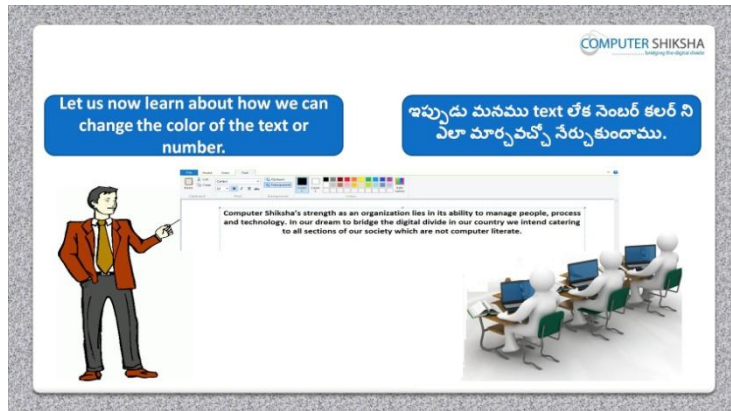 COMPUTER SHIKSHA
bridging the digital divide
Let us now learn about how we can
change the color of the text or
number.
ఇప్పుడు మనము text లేక నెంబర్ కలర్ ని
ఎలా మార్చవచ్చో నేర్చుకుందాము.
Computer Shiksha's strength as an organization lies in its ability to manage people, process
and technology. In our dream to bridge the digital divide in our country we intend catering
to all sections of our society which are not computer literate.